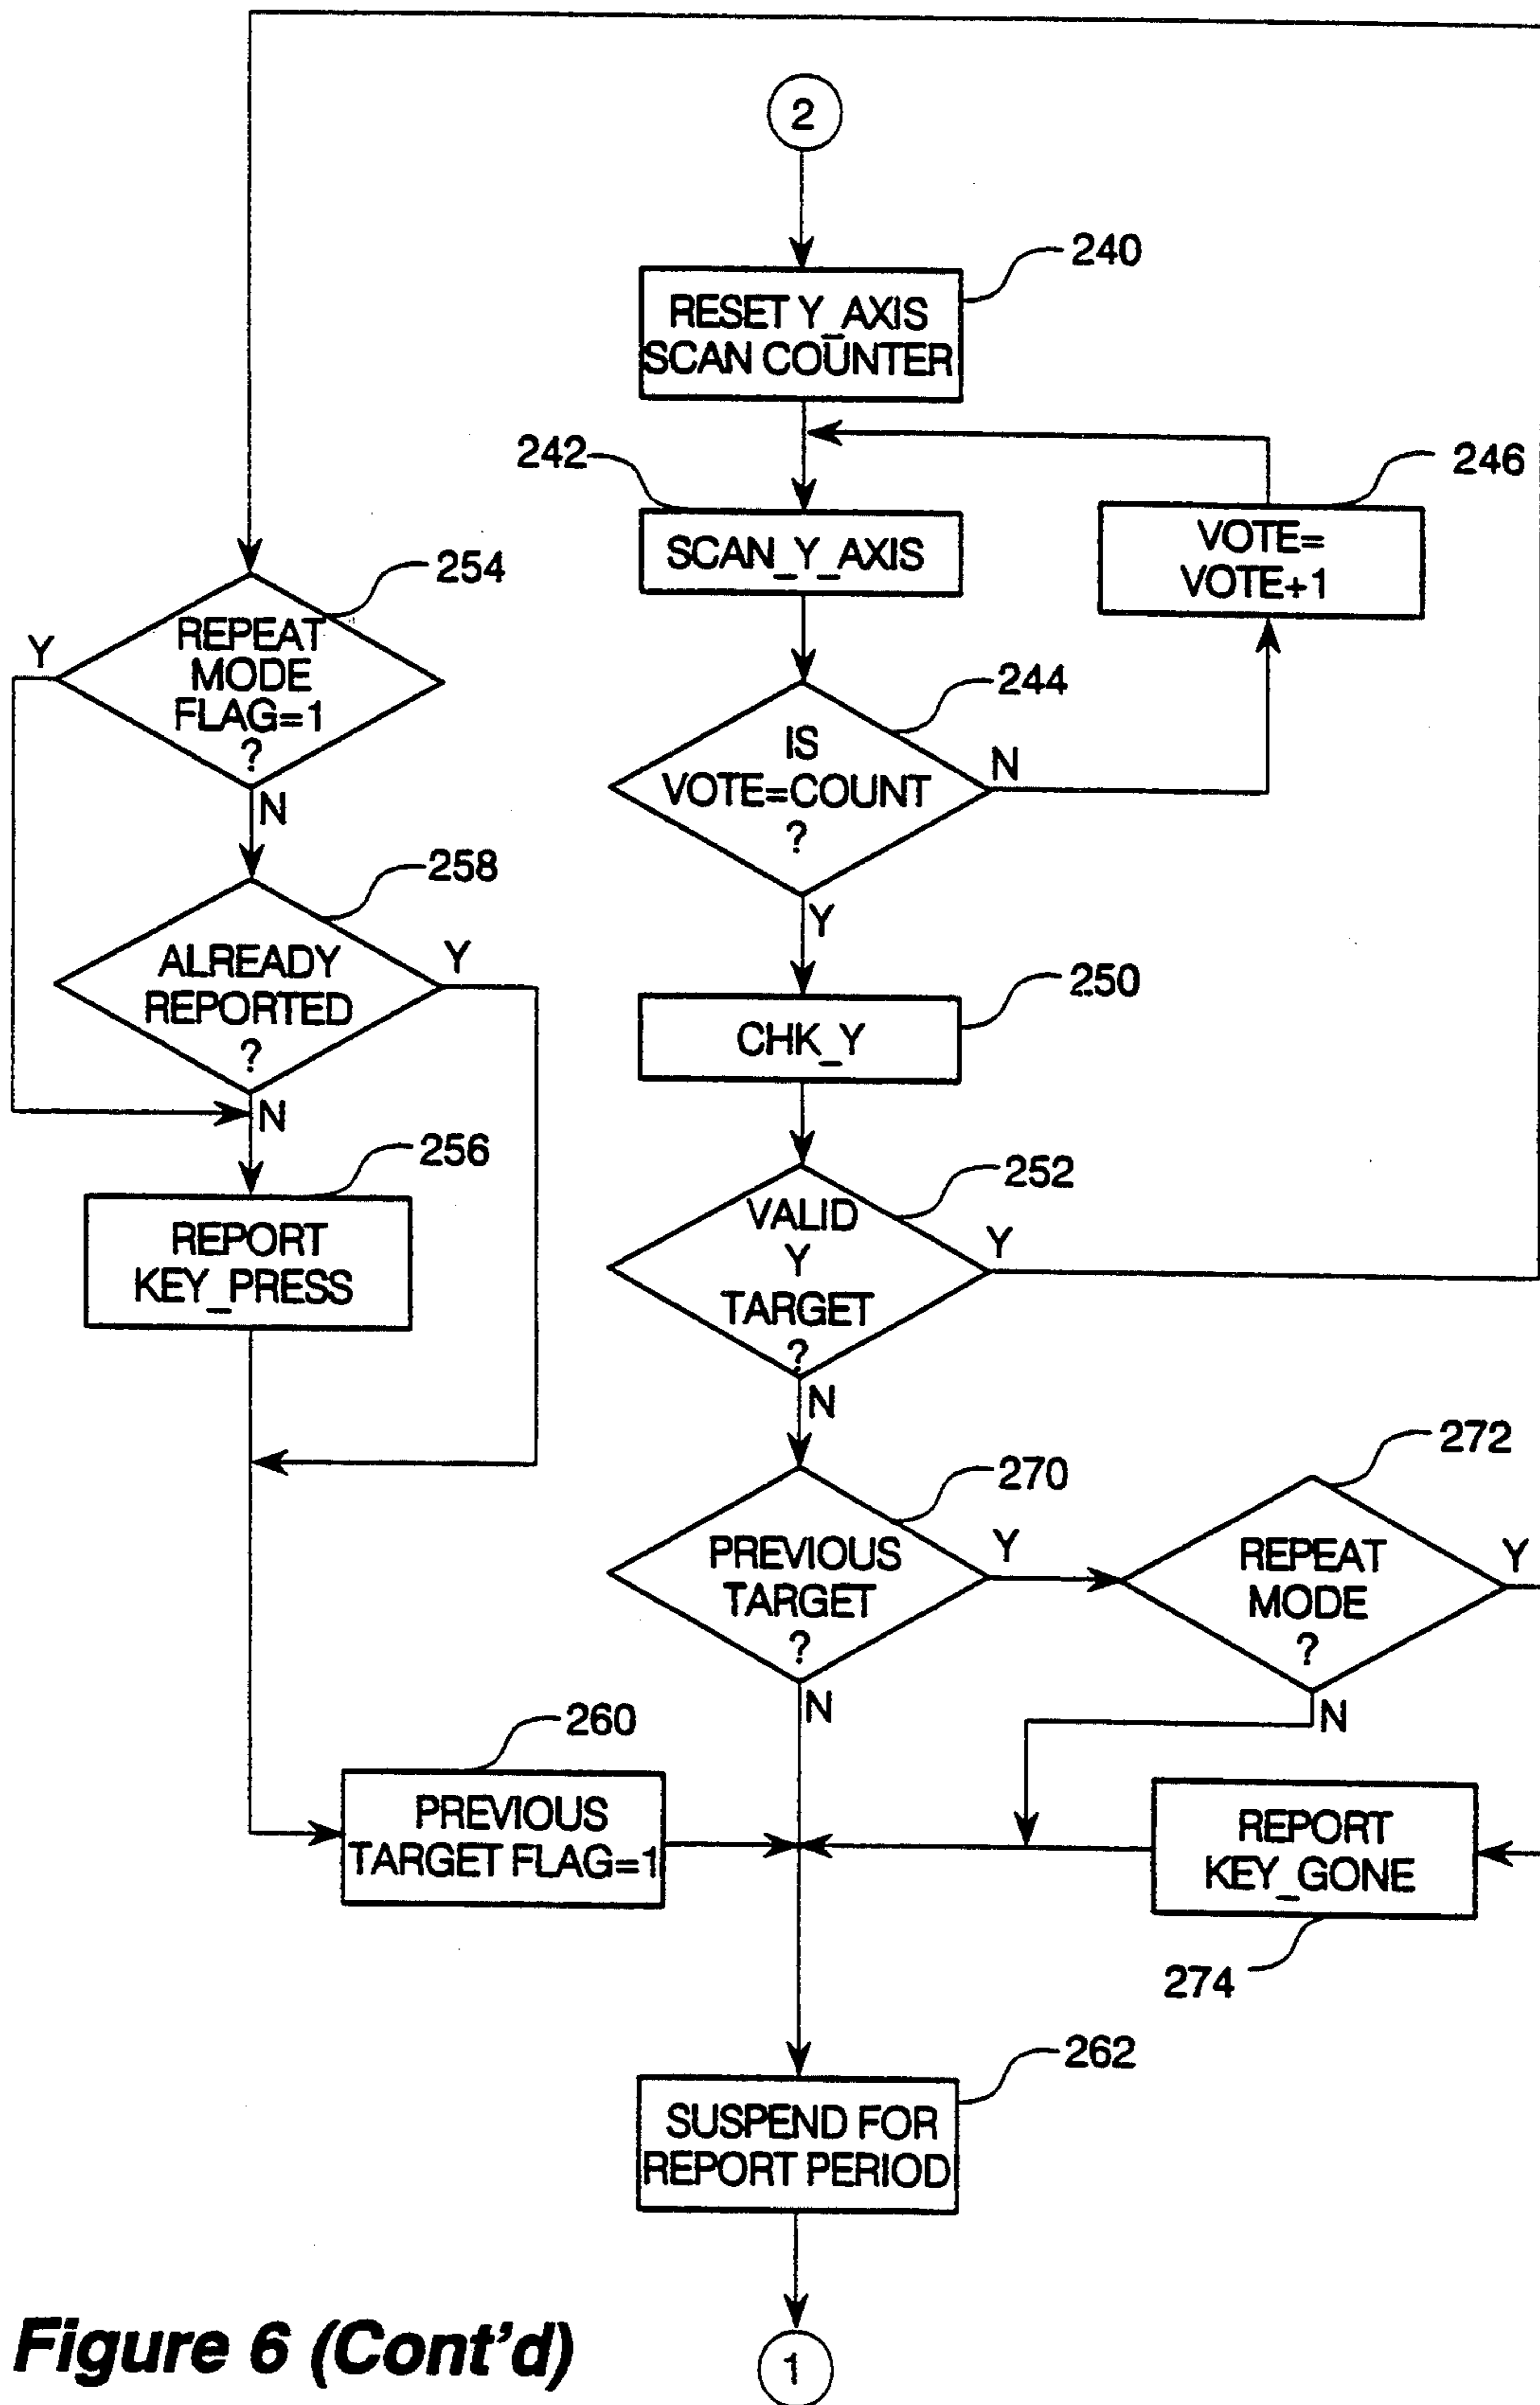 2
240
RESET Y_AXIS
SCAN COUNTER
242
SCAN_Y_AXIS
246
VOTE=
VOTE+1
244
IS
VOTE=COUNT
?
N
Y
250
CHK_Y
252
VALID
Y
TARGET
?
Y
N
254
REPEAT
MODE
FLAG=1
?
Y
N
258
ALREADY
REPORTED
?
Y
N
256
REPORT
KEY_PRESS
270
PREVIOUS
TARGET
?
Y
N
272
REPEAT
MODE
?
Y
N
260
PREVIOUS
TARGET FLAG=1
REPORT
KEY_GONE
274
262
SUSPEND FOR
REPORT PERIOD
1
Figure 6 (Cont'd)